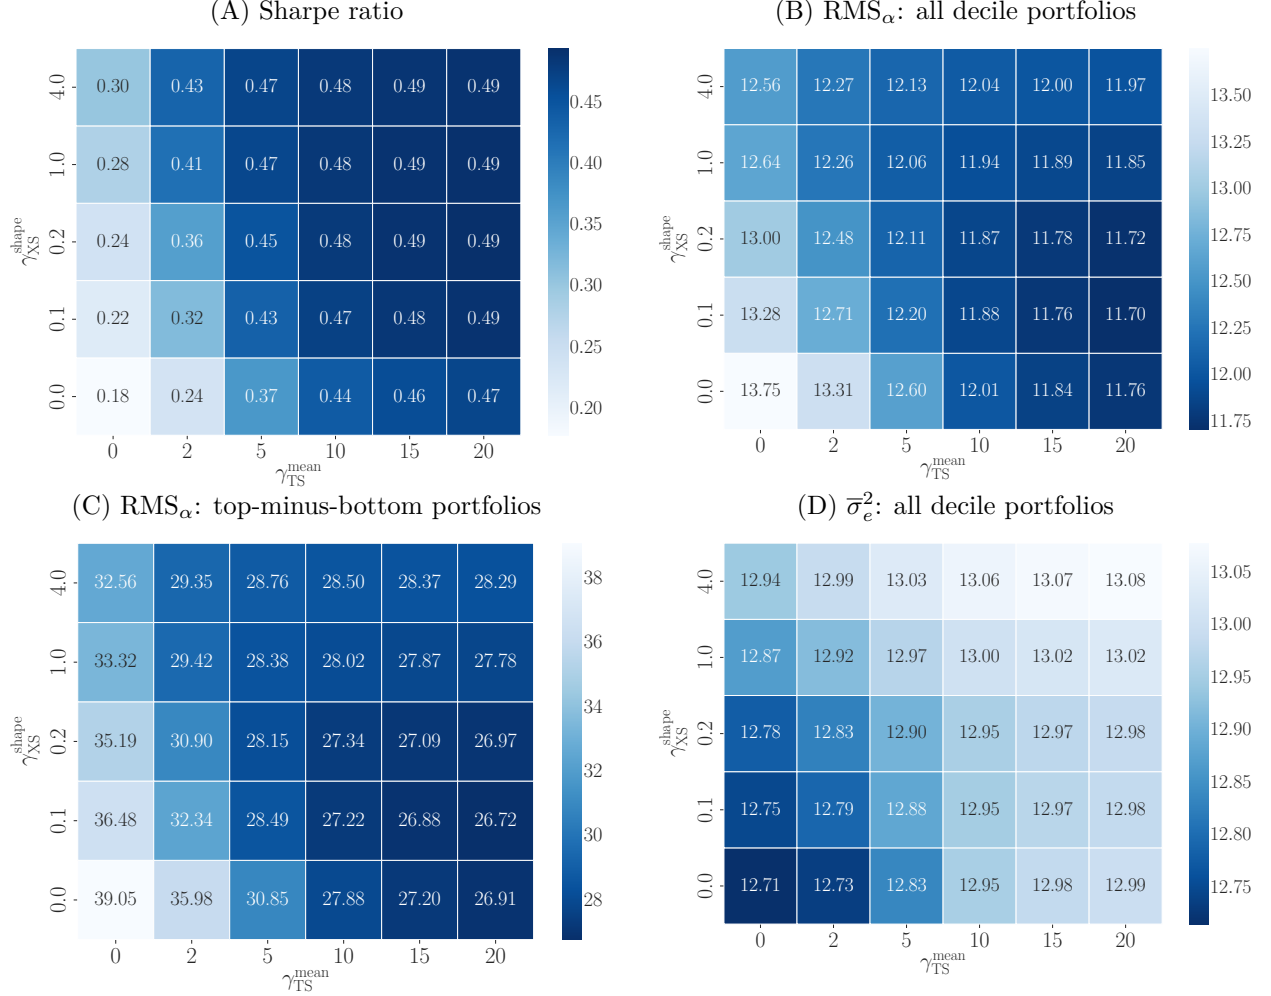 (A) Sharpe ratio
4.0 0.30 0.43 0.47 0.48 0.49 0.49
1.0 0.28 0.41 0.47 0.48 0.49 0.49
0.2 0.24 0.36 0.45 0.48 0.49 0.49
0.1 0.22 0.32 0.43 0.47 0.48 0.49
0.0 0.18 0.24 0.37 0.44 0.46 0.47
0 2 5 10 15 20
γ_XS^shape
γ_TS^mean
0.45
0.40
0.35
0.30
0.25
0.20
(B) RMS_α: all decile portfolios
4.0 12.56 12.27 12.13 12.04 12.00 11.97
1.0 12.64 12.26 12.06 11.94 11.89 11.85
0.2 13.00 12.48 12.11 11.87 11.78 11.72
0.1 13.28 12.71 12.20 11.88 11.76 11.70
0.0 13.75 13.31 12.60 12.01 11.84 11.76
0 2 5 10 15 20
γ_XS^shape
γ_TS^mean
13.50
13.25
13.00
12.75
12.50
12.25
12.00
11.75
(C) RMS_α: top-minus-bottom portfolios
4.0 32.56 29.35 28.76 28.50 28.37 28.29
1.0 33.32 29.42 28.38 28.02 27.87 27.78
0.2 35.19 30.90 28.15 27.34 27.09 26.97
0.1 36.48 32.34 28.49 27.22 26.88 26.72
0.0 39.05 35.98 30.85 27.88 27.20 26.91
0 2 5 10 15 20
γ_XS^shape
γ_TS^mean
38
36
34
32
30
28
(D) σ̅_e^2: all decile portfolios
4.0 12.94 12.99 13.03 13.06 13.07 13.08
1.0 12.87 12.92 12.97 13.00 13.02 13.02
0.2 12.78 12.83 12.90 12.95 12.97 12.98
0.1 12.75 12.79 12.88 12.95 12.97 12.98
0.0 12.71 12.73 12.83 12.95 12.98 12.99
0 2 5 10 15 20
γ_XS^shape
γ_TS^mean
13.05
13.00
12.95
12.90
12.85
12.80
12.75